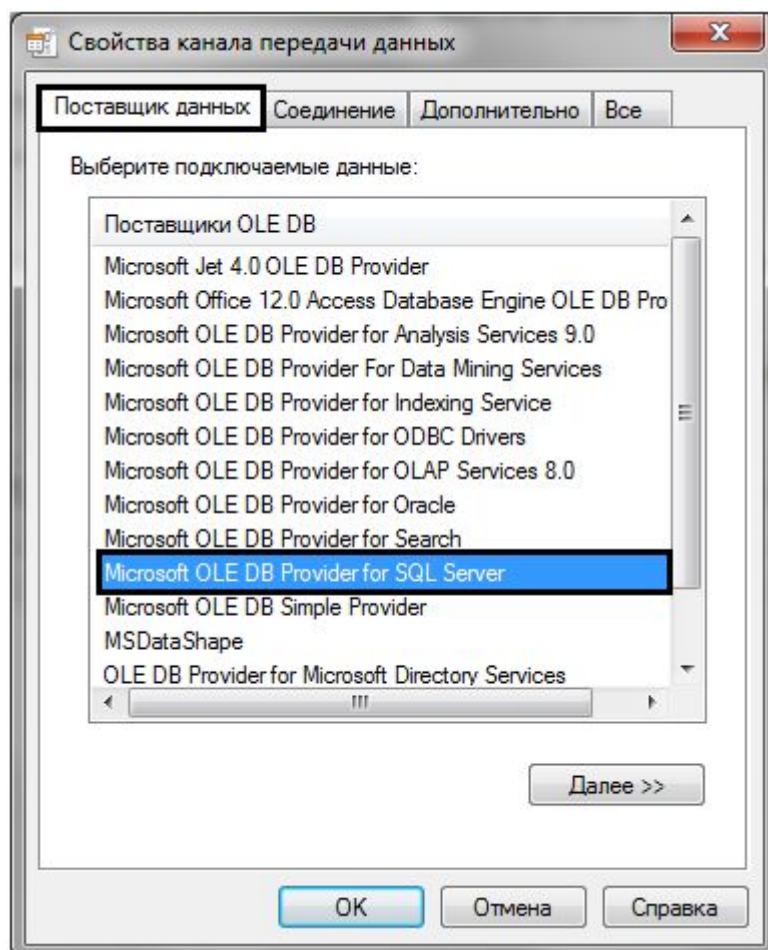 Свойства канала передачи данных
Поставщик данных Соединение Дополнительно Все
Выберите подключаемые данные:
Поставщики OLE DB
Microsoft Jet 4.0 OLE DB Provider
Microsoft Office 12.0 Access Database Engine OLE DB Pro
Microsoft OLE DB Provider for Analysis Services 9.0
Microsoft OLE DB Provider For Data Mining Services
Microsoft OLE DB Provider for Indexing Service
Microsoft OLE DB Provider for ODBC Drivers
Microsoft OLE DB Provider for OLAP Services 8.0
Microsoft OLE DB Provider for Oracle
Microsoft OLE DB Provider for Search
Microsoft OLE DB Provider for SQL Server
Microsoft OLE DB Simple Provider
MSDataShape
OLE DB Provider for Microsoft Directory Services
Далее >>
OK Отмена Справка